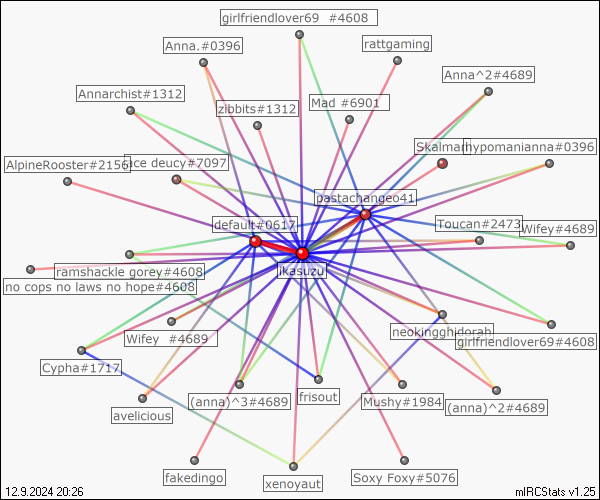 girlfriendlover69 #4608
Anna.#0396
rattgaming
Anna^2#4689
Annarchist#1312
zibbits#1312
Mad #6901
Skaiman
hypomanianna#0396
AlpineRooster#2156
ce deucy#7097
pastachangeo41
default#0617
Toucan#2473
Wifey#4689
ramshackle gorey#4608
ikasuzu
no cops no laws no hope#4608
Wifey #4689
neokingghidorah
girlfriendlover69#4608
Cypha#1717
avelicious
(anna)^3#4689
frisout
Mushy#1984
(anna)^2#4689
fakedingo
xenoyaut
Soxy Foxy#5076
12.9.2024 20:26
mIRCStats v1.25